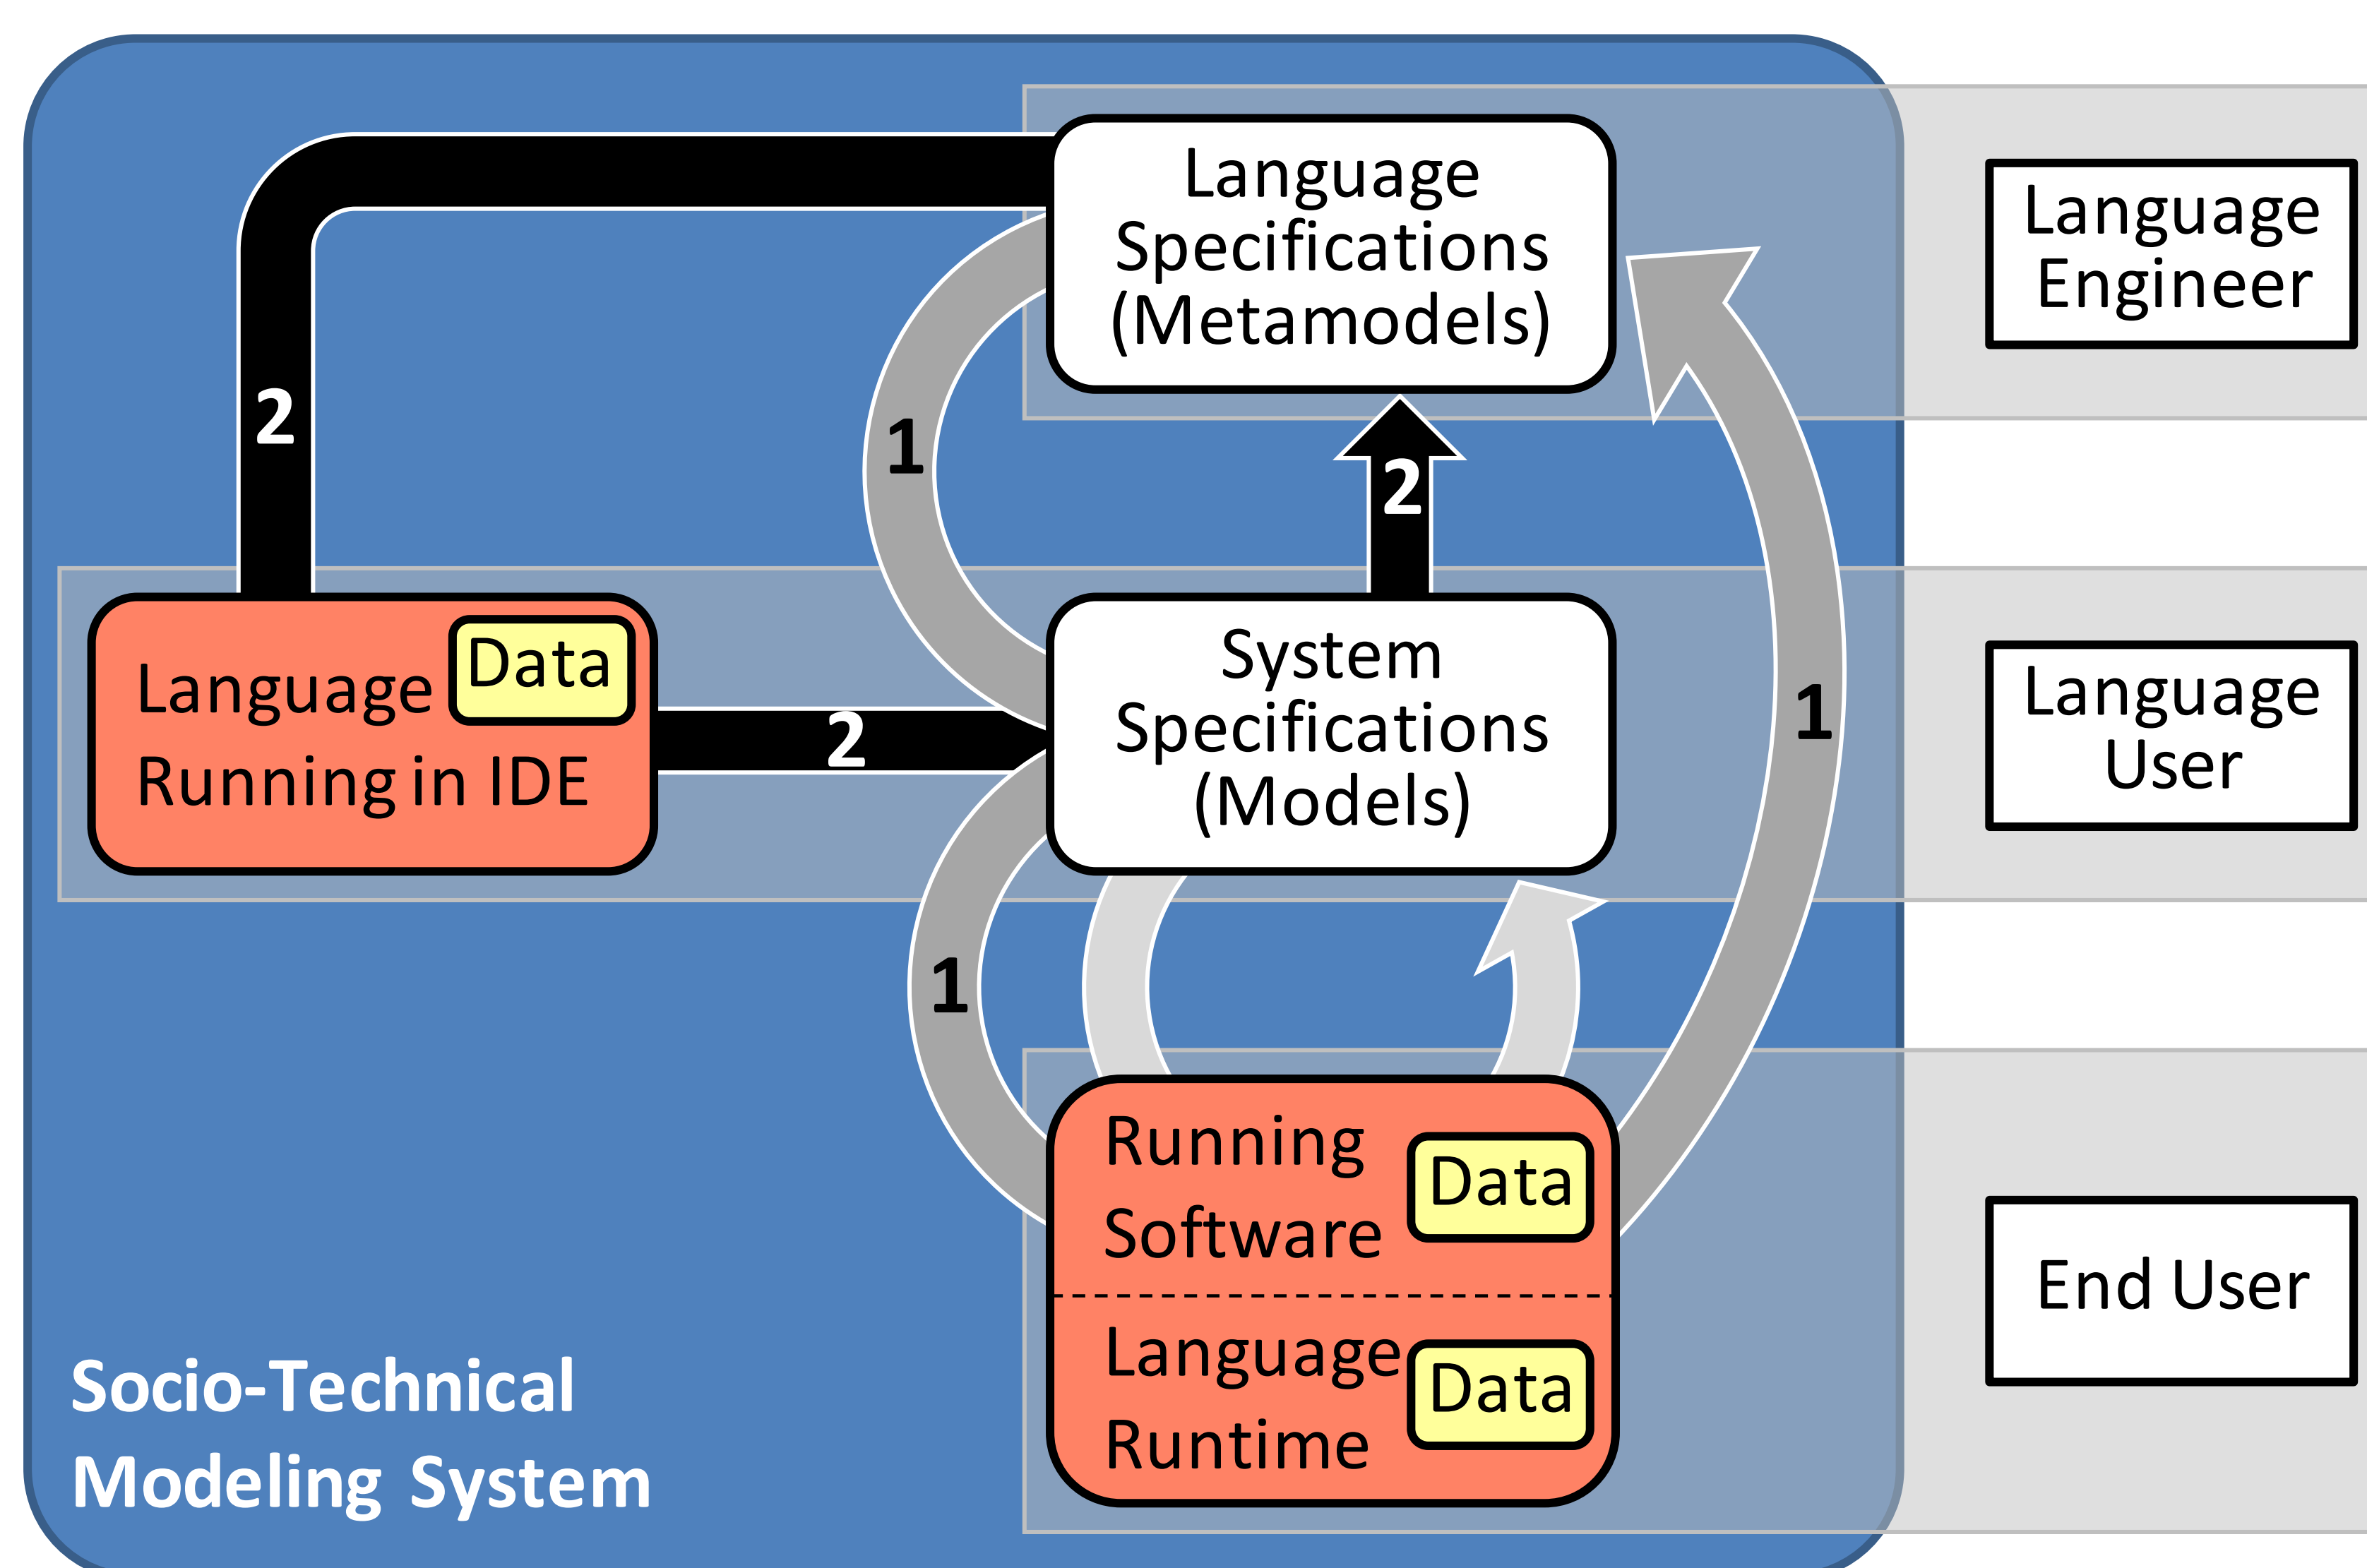 Language
Specifications
(Metamodels)
Language
Engineer
2
1
2
Language
Running in IDE
Data
2
System
Specifications
(Models)
1
Language
User
1
Running
Software
Data
Language
Runtime
Data
End User
Socio-Technical
Modeling System